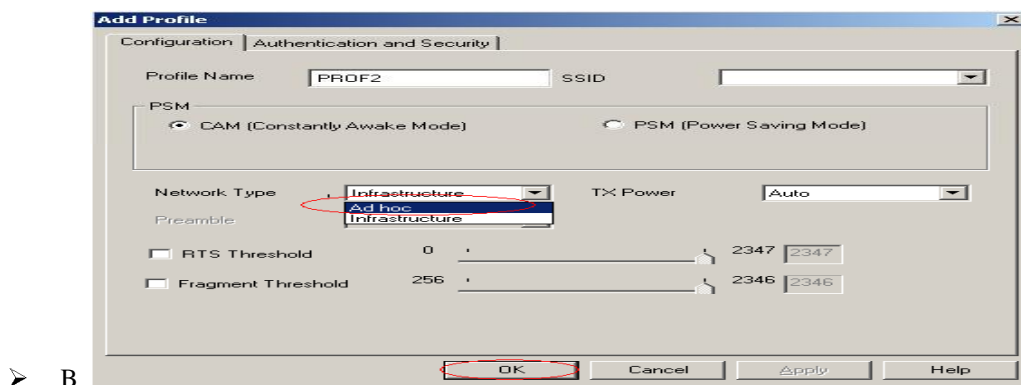 Add Profile
Configuration Authentication and Security
Profile Name PROF2 SSID
PSM
CAM (Constantly Awake Mode) PSM (Power Saving Mode)
Network Type Infrastructure TX Power Auto
Ad hoc
Preamble Infrastructure
RTS Threshold 0 2347 2347
Fragment Threshold 256 2346 2346
OK Cancel Apply Help
➢ B